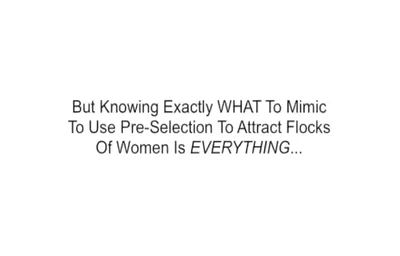 But Knowing Exactly WHAT To Mimic
To Use Pre-Selection To Attract Flocks
Of Women Is EVERYTHING...